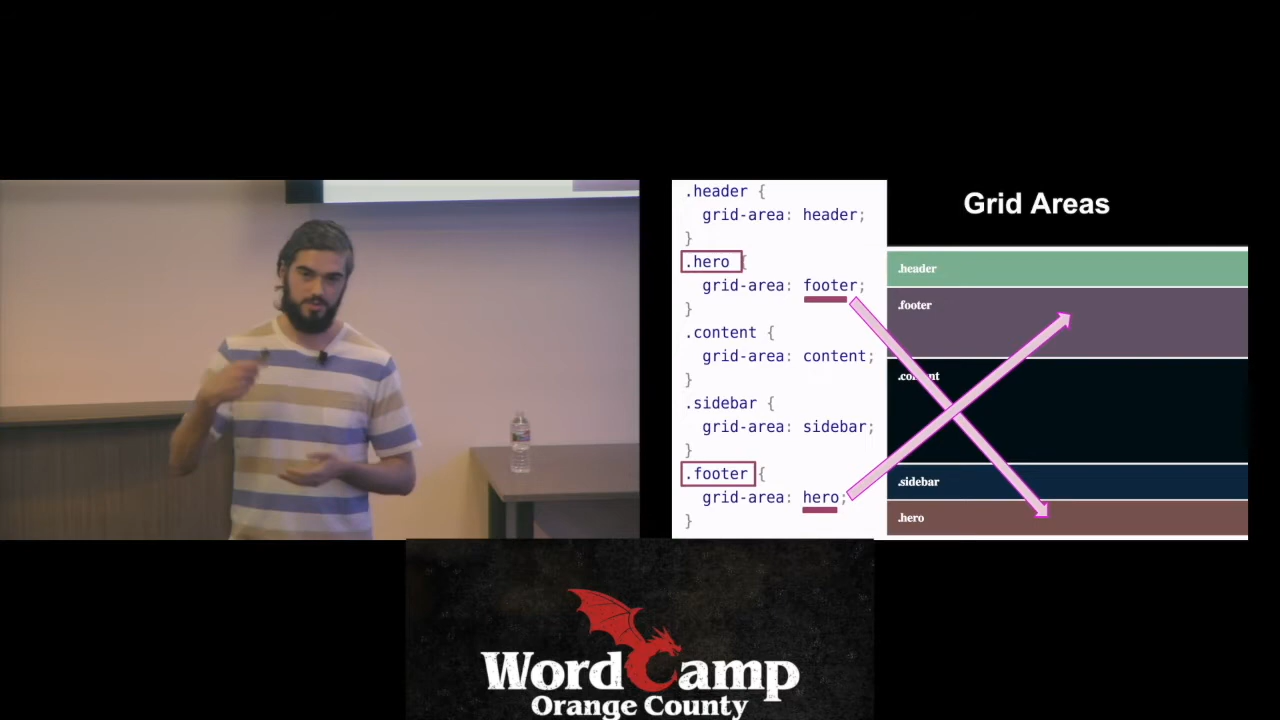 .header {
grid-area: header;
}
.hero {
grid-area: footer;
}
.content {
grid-area: content;
}
.sidebar {
grid-area: sidebar;
}
.footer {
grid-area: hero;
}
Grid Areas
.header
.footer
.content
.sidebar
.hero
WordCamp
Orange County